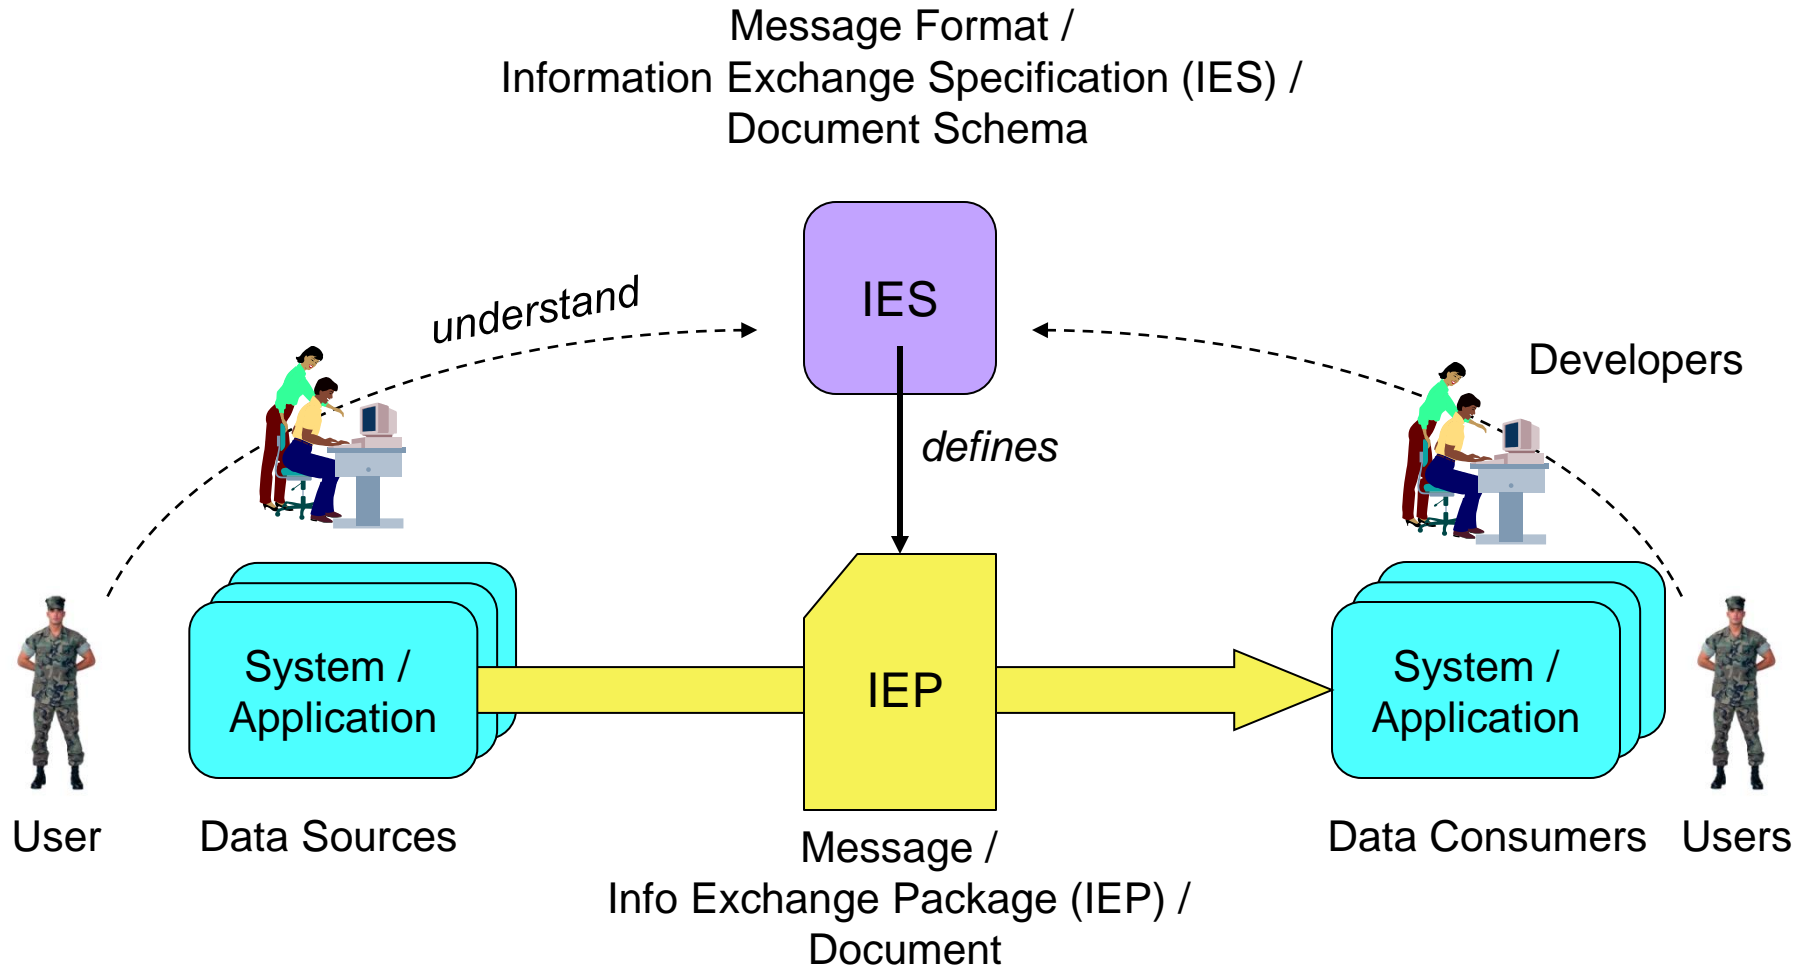 Message Format /
Information Exchange Specification (IES) /
Document Schema
IES
understand
Developers
defines
System /
Application
IEP
System /
Application
User
Data Sources
Message /
Info Exchange Package (IEP) /
Document
Data Consumers
Users